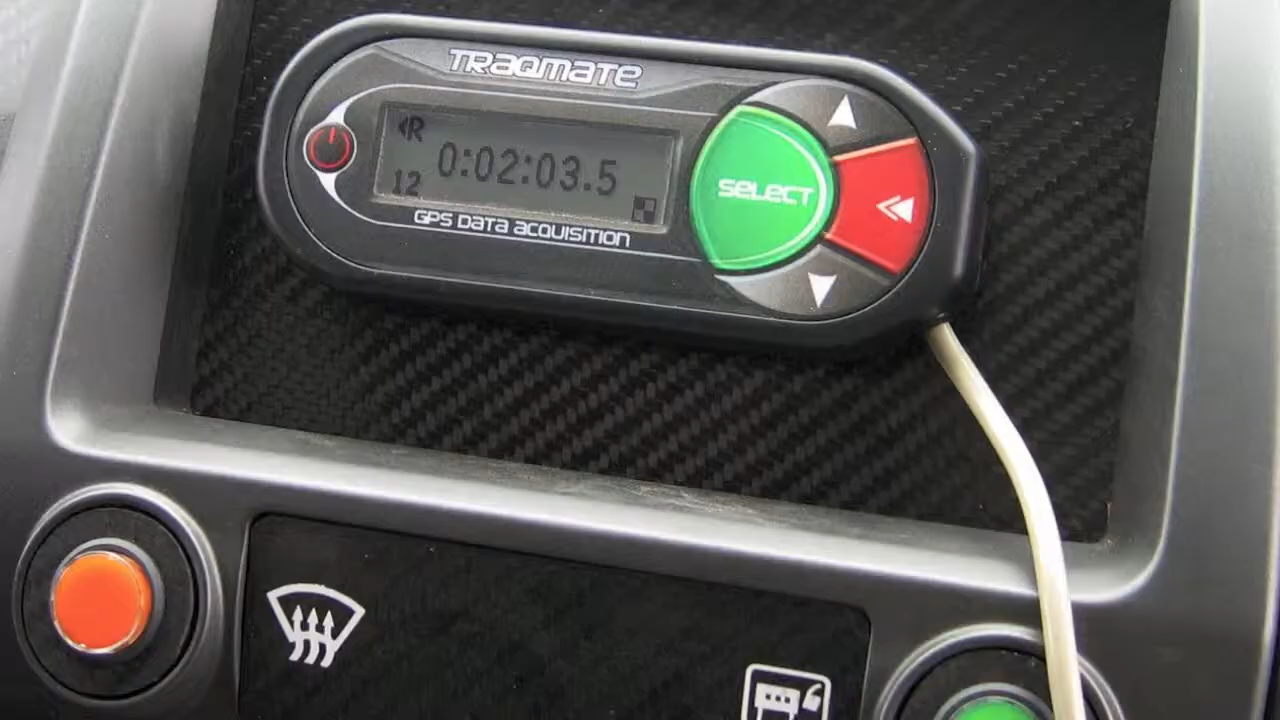 TRAQMATE
R
0:02:03.5
12
SELECT
GPS DATA ACQUISITION